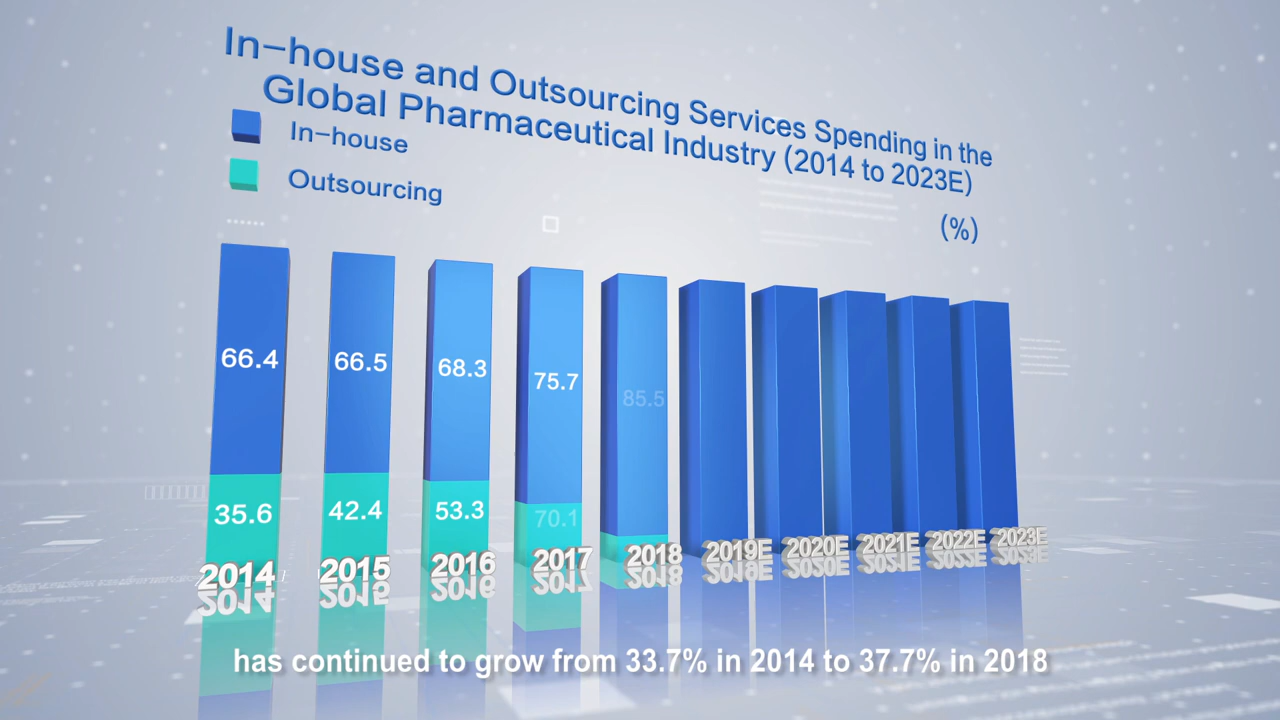 In-house and Outsourcing Services Spending in the
Global Pharmaceutical Industry (2014 to 2023E)
In-house
Outsourcing
(%)
66.4
66.5
68.3
75.7
85.5
35.6
42.4
53.3
70.1
2014
2015
2016
2017
2018
2019E
2020E
2021E
2022E
2023E
has continued to grow from 33.7% in 2014 to 37.7% in 2018